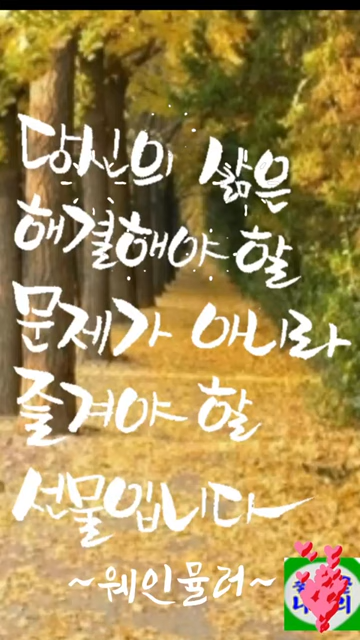 당신의 삶은
해결해야 할
문제가 아니라
즐겨야 할
선물입니다
~웨인뮬러~